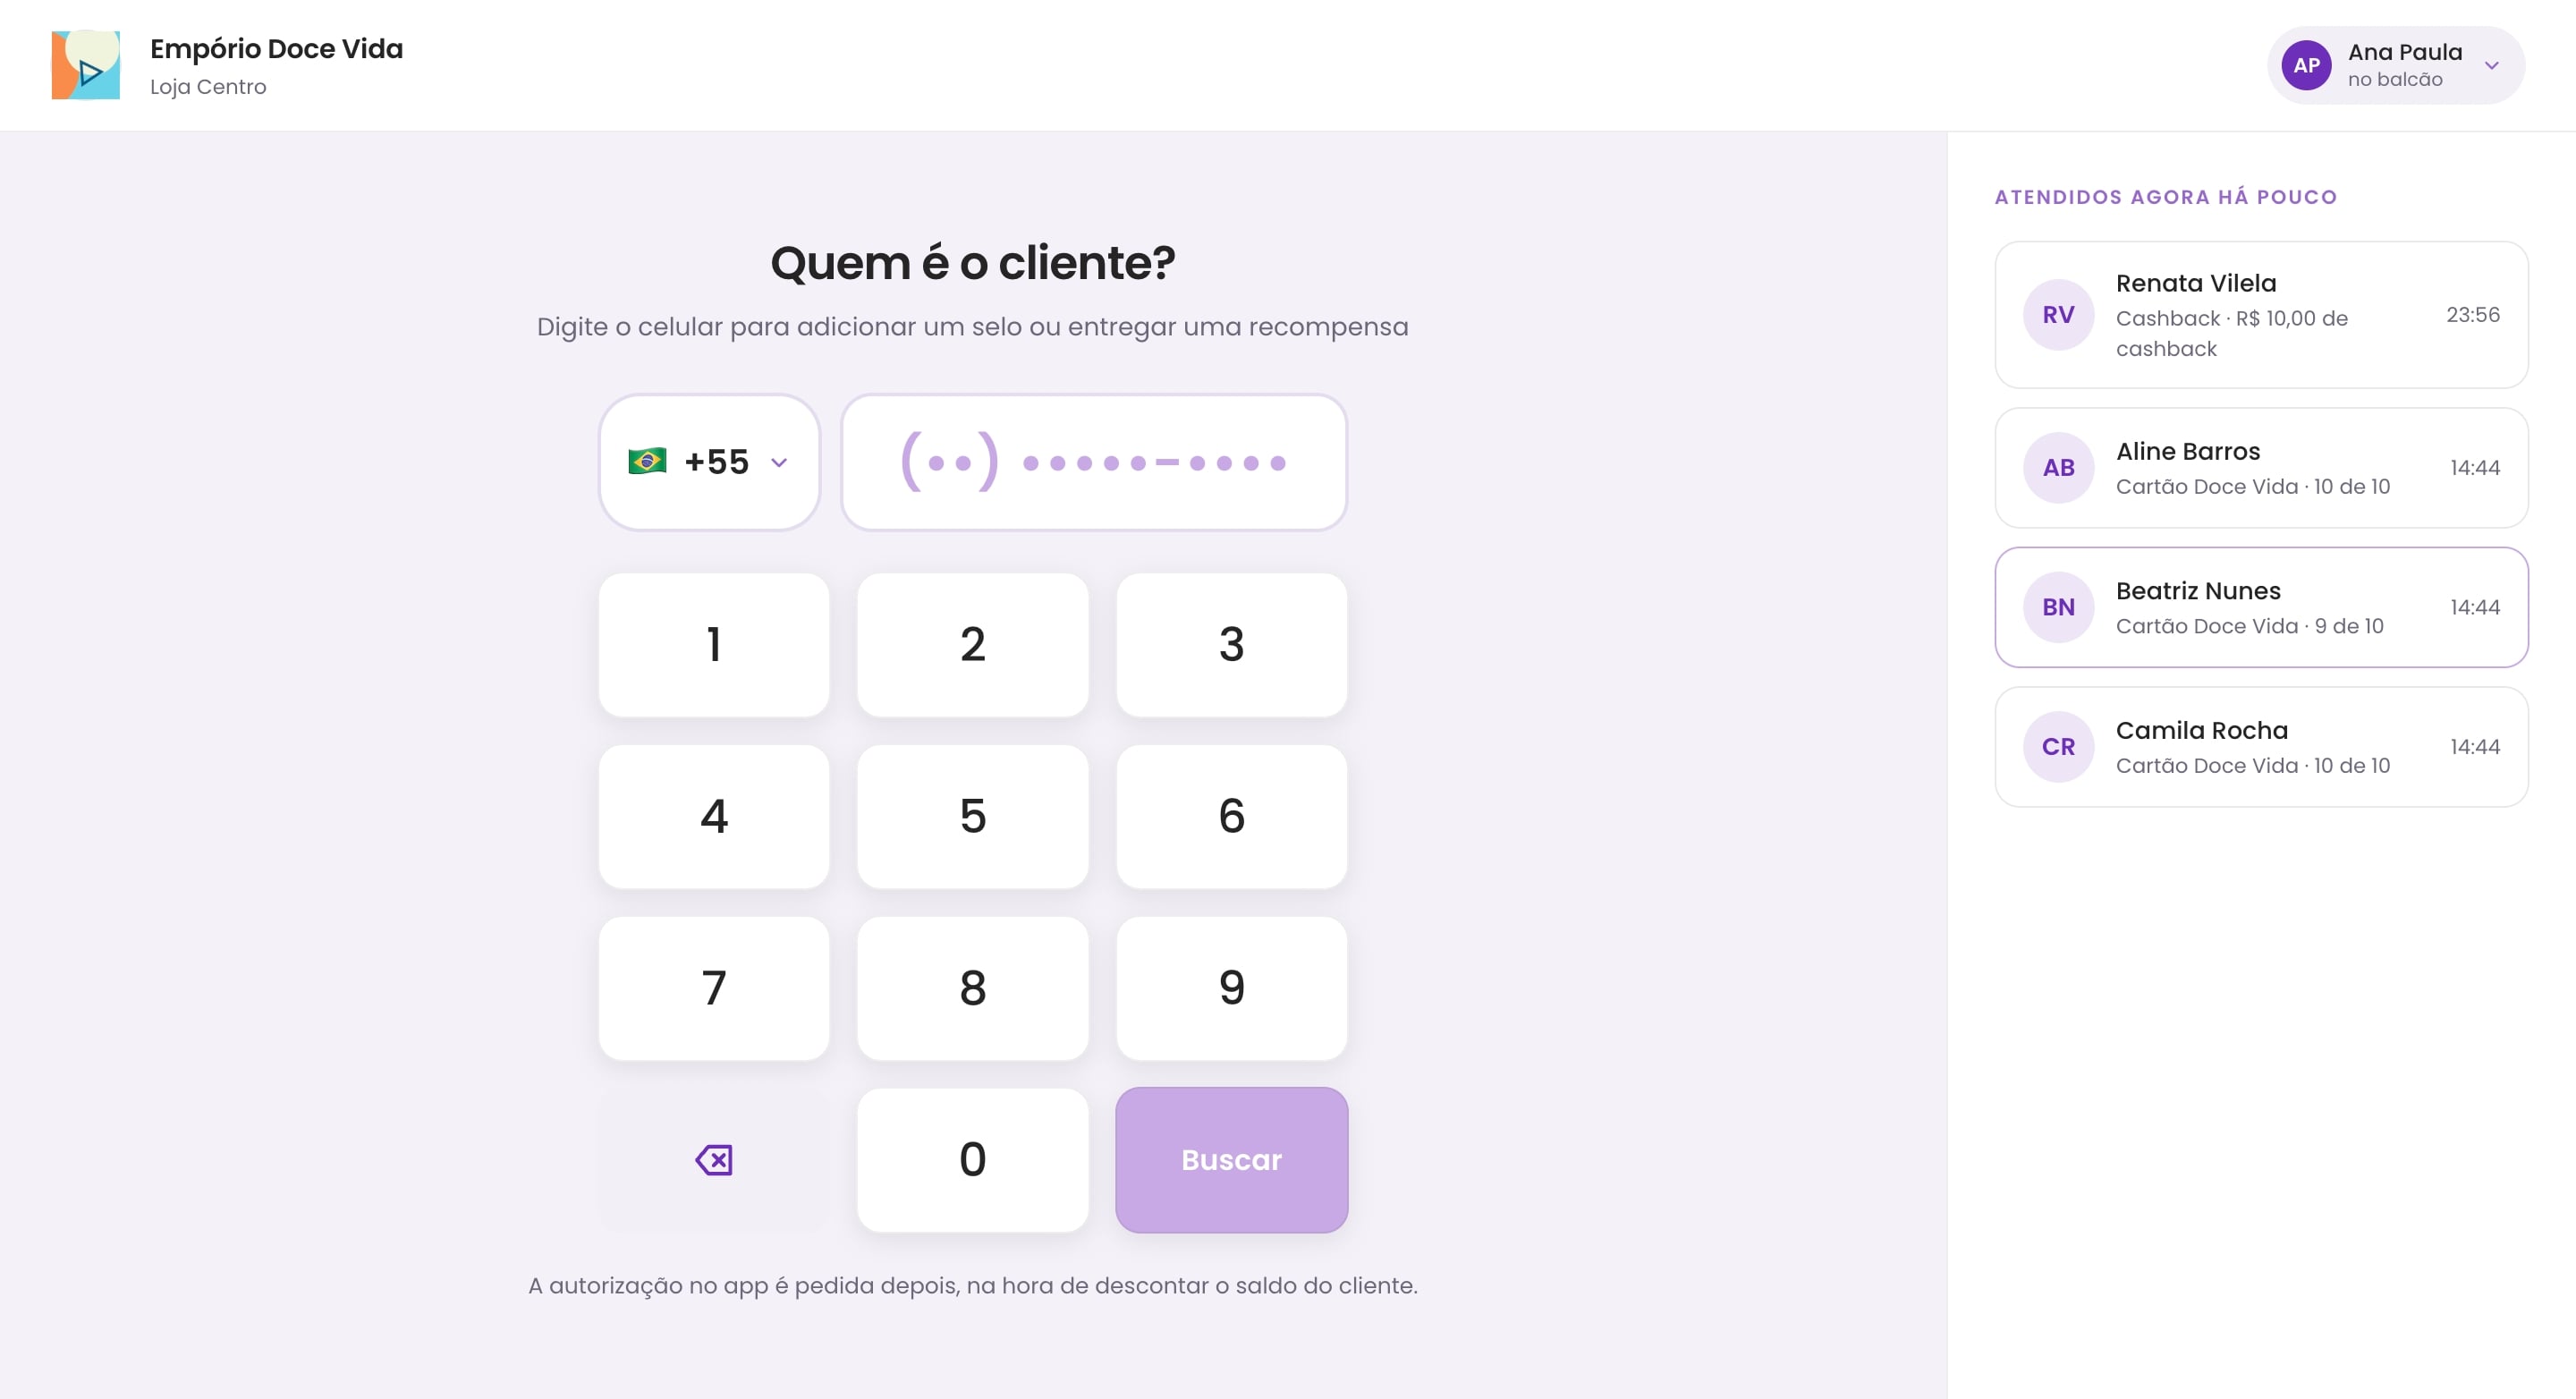 Empório Doce Vida
Loja Centro
AP
Ana Paula
no balcão
Quem é o cliente?
Digite o celular para adicionar um selo ou entregar uma recompensa
+55
(••) •••••-••••
1
2
3
4
5
6
7
8
9
0
Buscar
A autorização no app é pedida depois, na hora de descontar o saldo do cliente.
ATENDIDOS AGORA HÁ POUCO
RV
Renata Vilela
Cashback · R$ 10,00 de
cashback
23:56
AB
Aline Barros
Cartão Doce Vida · 10 de 10
14:44
BN
Beatriz Nunes
Cartão Doce Vida · 9 de 10
14:44
CR
Camila Rocha
Cartão Doce Vida · 10 de 10
14:44